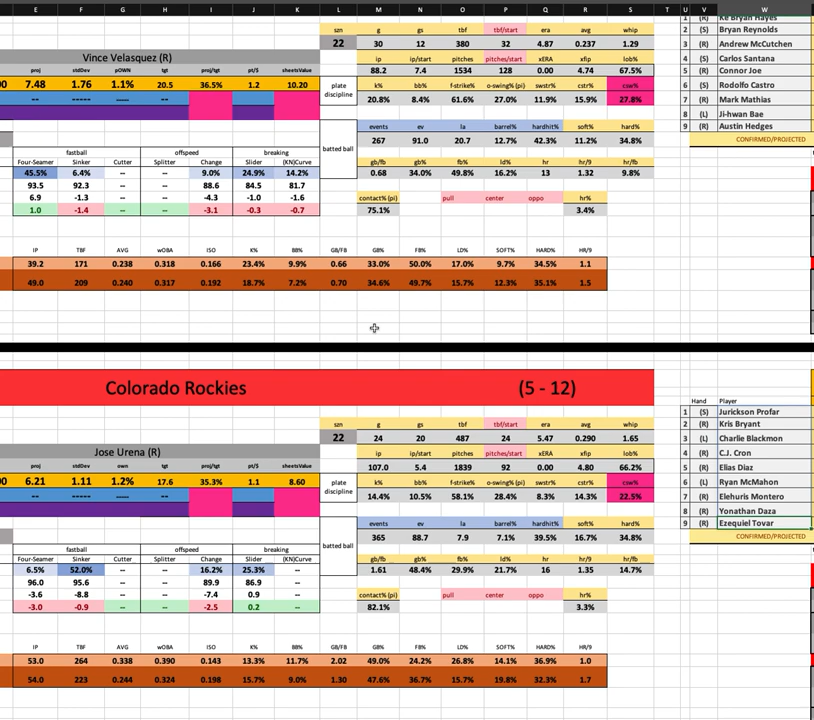 E F G H I J K L M N O P Q R S T U V W
1 (R) Ke'Bryan Hayes
szn g gs tbf tbf/start era avg whip
2 (S) Bryan Reynolds
22 30 12 380 32 4.87 0.237 1.29
3 (R) Andrew McCutchen
Vince Velasquez (R)
ip ip/start pitches pitches/start xERA xfip lob%
4 (S) Carlos Santana
proj stdDev pOWN tgt proj/tgt pt/$ sheetsValue
88.2 7.4 1534 128 0.00 4.74 67.5%
5 (R) Connor Joe
7.48 1.76 1.1% 20.5 36.5% 1.2 10.20
plate discipline
k% bb% f-strike% o-swing% (pi) swstr% cstr% csw%
6 (S) Rodolfo Castro
-- ----- ---- -- -- ----- --
20.8% 8.4% 61.6% 27.0% 11.9% 15.9% 27.8%
7 (R) Mark Mathias
8 (L) Ji-hwan Bae
batted ball
events ev la barrel% hardhit% soft% hard%
9 (R) Austin Hedges
267 91.0 20.7 12.7% 42.3% 11.2% 34.8%
CONFIRMED/PROJECTED
fastball offspeed breaking
Four-Seamer Sinker Cutter Splitter Change Slider (KN)Curve
gb/fb gb% fb% ld% hr hr/9 hr/fb
45.5% 6.4% -- -- 9.0% 24.9% 14.2%
0.68 34.0% 49.8% 16.2% 13 1.32 9.8%
93.5 92.3 -- -- 88.6 84.5 81.7
6.9 -1.3 -- -- -4.3 -1.0 -1.6
contact% (pi) pull center oppo hr%
1.0 -1.4 -- -- -3.1 -0.3 -0.7
75.1% 3.4%
IP TBF AVG wOBA ISO K% BB% GB/FB GB% FB% LD% SOFT% HARD% HR/9
39.2 171 0.238 0.318 0.166 23.4% 9.9% 0.66 33.0% 50.0% 17.0% 9.7% 34.5% 1.1
49.0 209 0.240 0.317 0.192 18.7% 7.2% 0.70 34.6% 49.7% 15.7% 12.3% 35.1% 1.5
Colorado Rockies (5 - 12)
Hand Player
1 (S) Jurickson Profar
szn g gs tbf tbf/start era avg whip
2 (R) Kris Bryant
22 24 20 487 24 5.47 0.290 1.65
3 (L) Charlie Blackmon
Jose Urena (R)
ip ip/start pitches pitches/start xERA xfip lob%
4 (R) C.J. Cron
proj stdDev own tgt proj/tgt pt/$ sheetsValue
107.0 5.4 1839 92 0.00 4.80 66.2%
5 (R) Elias Diaz
6.21 1.11 1.2% 17.6 35.3% 1.1 8.60
plate discipline
k% bb% f-strike% o-swing% (pi) swstr% cstr% csw%
6 (L) Ryan McMahon
-- ----- ---- -- -- ----- --
14.4% 10.5% 58.1% 28.4% 8.3% 14.3% 22.5%
7 (R) Elehuris Montero
8 (R) Yonathan Daza
batted ball
events ev la barrel% hardhit% soft% hard%
9 (R) Ezequiel Tovar
365 88.7 7.9 7.1% 39.5% 16.7% 34.8%
CONFIRMED/PROJECTED
fastball offspeed breaking
Four-Seamer Sinker Cutter Splitter Change Slider (KN)Curve
gb/fb gb% fb% ld% hr hr/9 hr/fb
6.5% 52.0% -- -- 16.2% 25.3% --
1.61 48.4% 29.9% 21.7% 16 1.35 14.7%
96.0 95.6 -- -- 89.9 86.9 --
-3.6 -8.8 -- -- -7.4 0.9 --
contact% (pi) pull center oppo hr%
-3.0 -0.9 -- -- -2.5 0.2 --
82.1% 3.3%
IP TBF AVG wOBA ISO K% BB% GB/FB GB% FB% LD% SOFT% HARD% HR/9
53.0 264 0.338 0.390 0.143 13.3% 11.7% 2.02 49.0% 24.2% 26.8% 14.1% 36.9% 1.0
54.0 223 0.244 0.324 0.198 15.7% 9.0% 1.30 47.6% 36.7% 15.7% 19.8% 32.3% 1.7